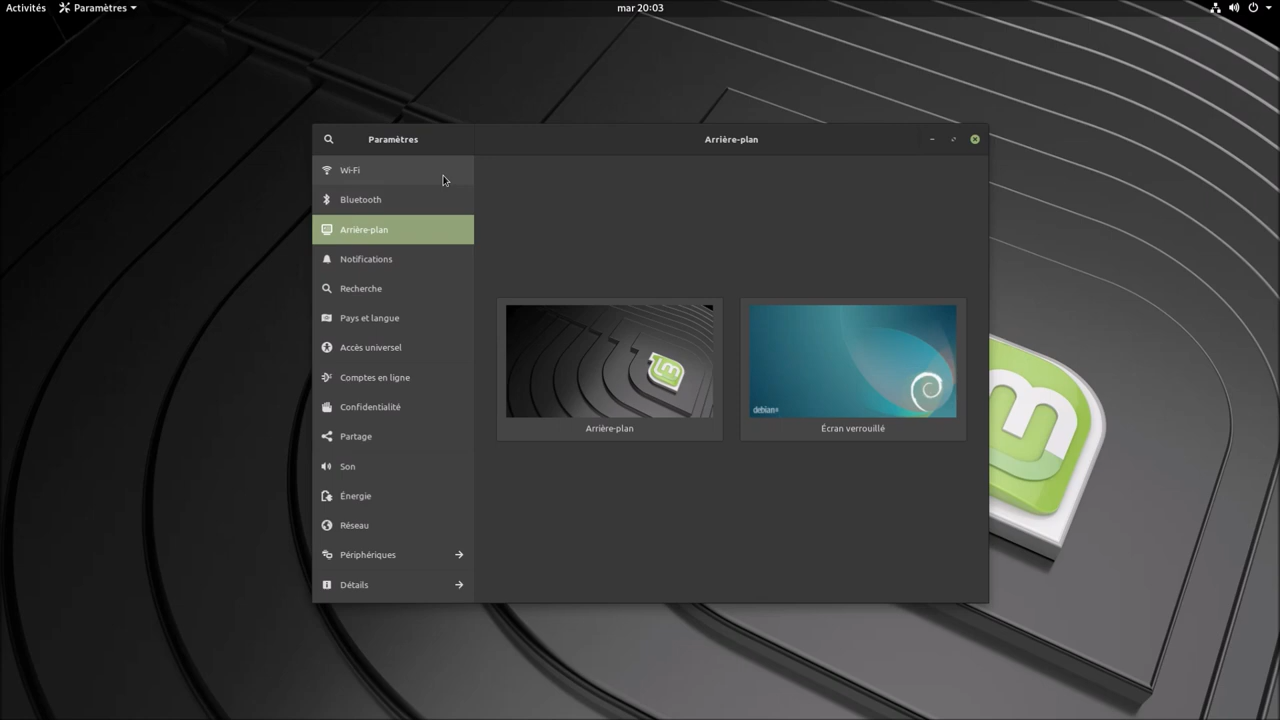 Activités Paramètres mar 20:03
Paramètres Arrière-plan
Wi-Fi
Bluetooth
Arrière-plan
Notifications
Recherche
Pays et langue
Accès universel
Comptes en ligne
Confidentialité
Partage
Son
Énergie
Réseau
Périphériques
Détails
debian
Arrière-plan
Écran verrouillé